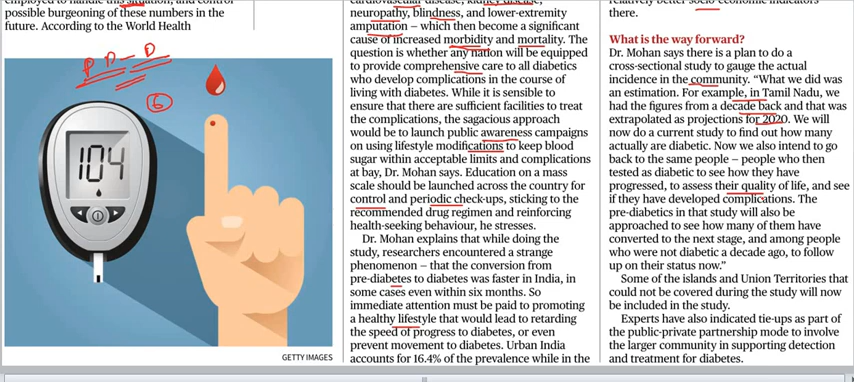 employed to handle this situation, and control
possible burgeoning of these numbers in the
future. According to the World Health
P D - D
6
104
GETTY IMAGES
cardiovascular disease, kidney disease,
neuropathy, blindness, and lower-extremity
amputation – which then become a significant
cause of increased morbidity and mortality. The
question is whether any nation will be equipped
to provide comprehensive care to all diabetics
who develop complications in the course of
living with diabetes. While it is sensible to
ensure that there are sufficient facilities to treat
the complications, the sagacious approach
would be to launch public awareness campaigns
on using lifestyle modifications to keep blood
sugar within acceptable limits and complications
at bay, Dr. Mohan says. Education on a mass
scale should be launched across the country for
control and periodic check-ups, sticking to the
recommended drug regimen and reinforcing
health-seeking behaviour, he stresses.
Dr. Mohan explains that while doing the
study, researchers encountered a strange
phenomenon – that the conversion from
pre-diabetes to diabetes was faster in India, in
some cases even within six months. So
immediate attention must be paid to promoting
a healthy lifestyle that would lead to retarding
the speed of progress to diabetes, or even
prevent movement to diabetes. Urban India
accounts for 16.4% of the prevalence while in the
relatively better socio-economic indicators
there.
What is the way forward?
Dr. Mohan says there is a plan to do a
cross-sectional study to gauge the actual
incidence in the community. “What we did was
an estimation. For example, in Tamil Nadu, we
had the figures from a decade back and that was
extrapolated as projections for 2020. We will
now do a current study to find out how many
actually are diabetic. Now we also intend to go
back to the same people – people who then
tested as diabetic to see how they have
progressed, to assess their quality of life, and see
if they have developed complications. The
pre-diabetics in that study will also be
approached to see how many of them have
converted to the next stage, and among people
who were not diabetic a decade ago, to follow
up on their status now.”
Some of the islands and Union Territories that
could not be covered during the study will now
be included in the study.
Experts have also indicated tie-ups as part of
the public-private partnership mode to involve
the larger community in supporting detection
and treatment for diabetes.